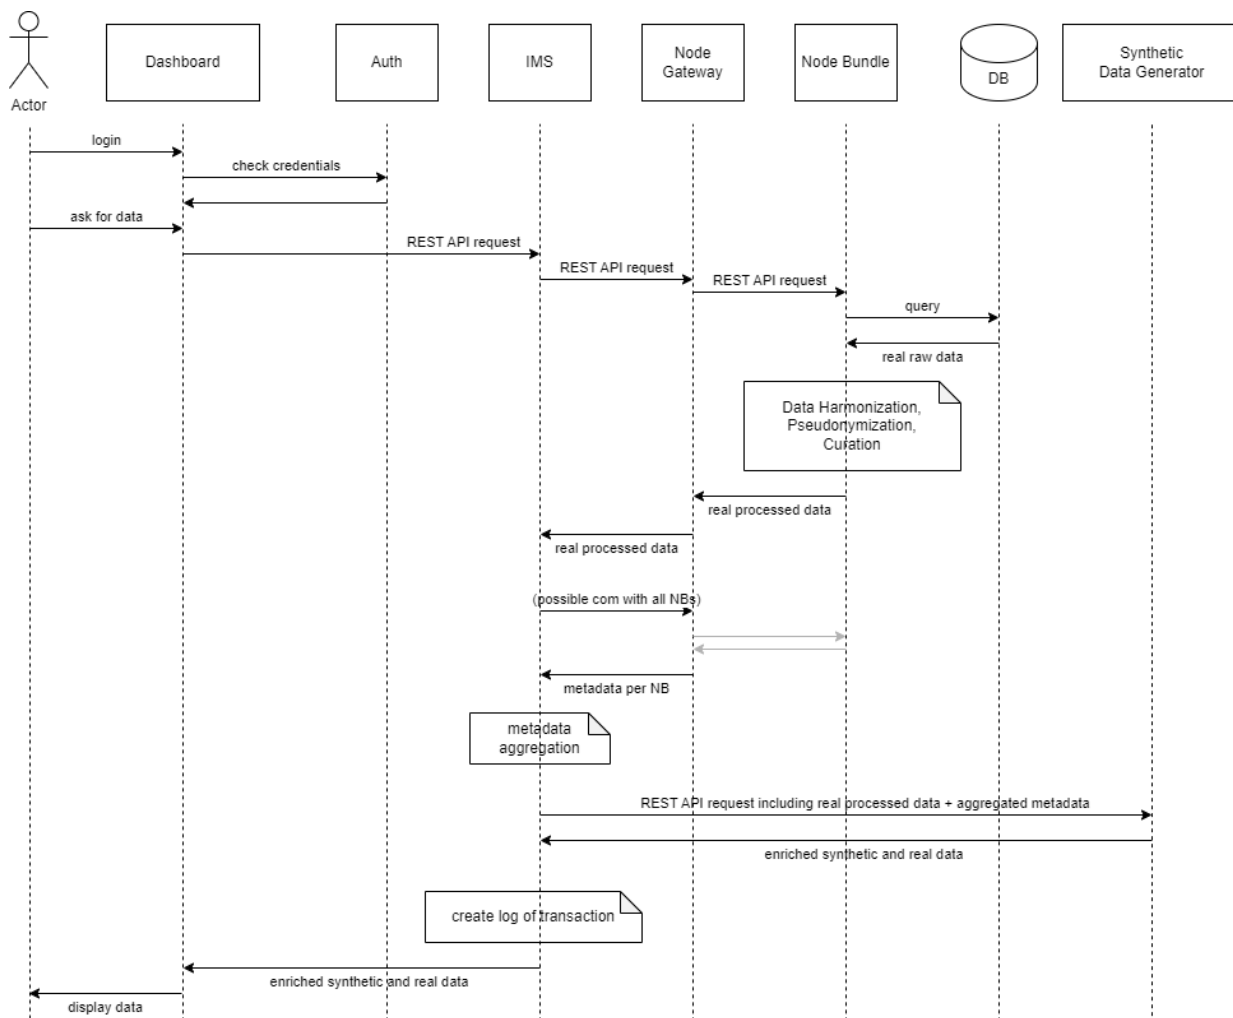 Actor
Dashboard
Auth
IMS
Node
Gateway
Node Bundle
DB
Synthetic
Data Generator
login
check credentials
ask for data
REST API request
REST API request
REST API request
query
real raw data
Data Harmonization,
Pseudonymization,
Curation
real processed data
real processed data
(possible com with all NBs)
metadata per NB
metadata
aggregation
REST API request including real processed data + aggregated metadata
enriched synthetic and real data
create log of transaction
enriched synthetic and real data
display data